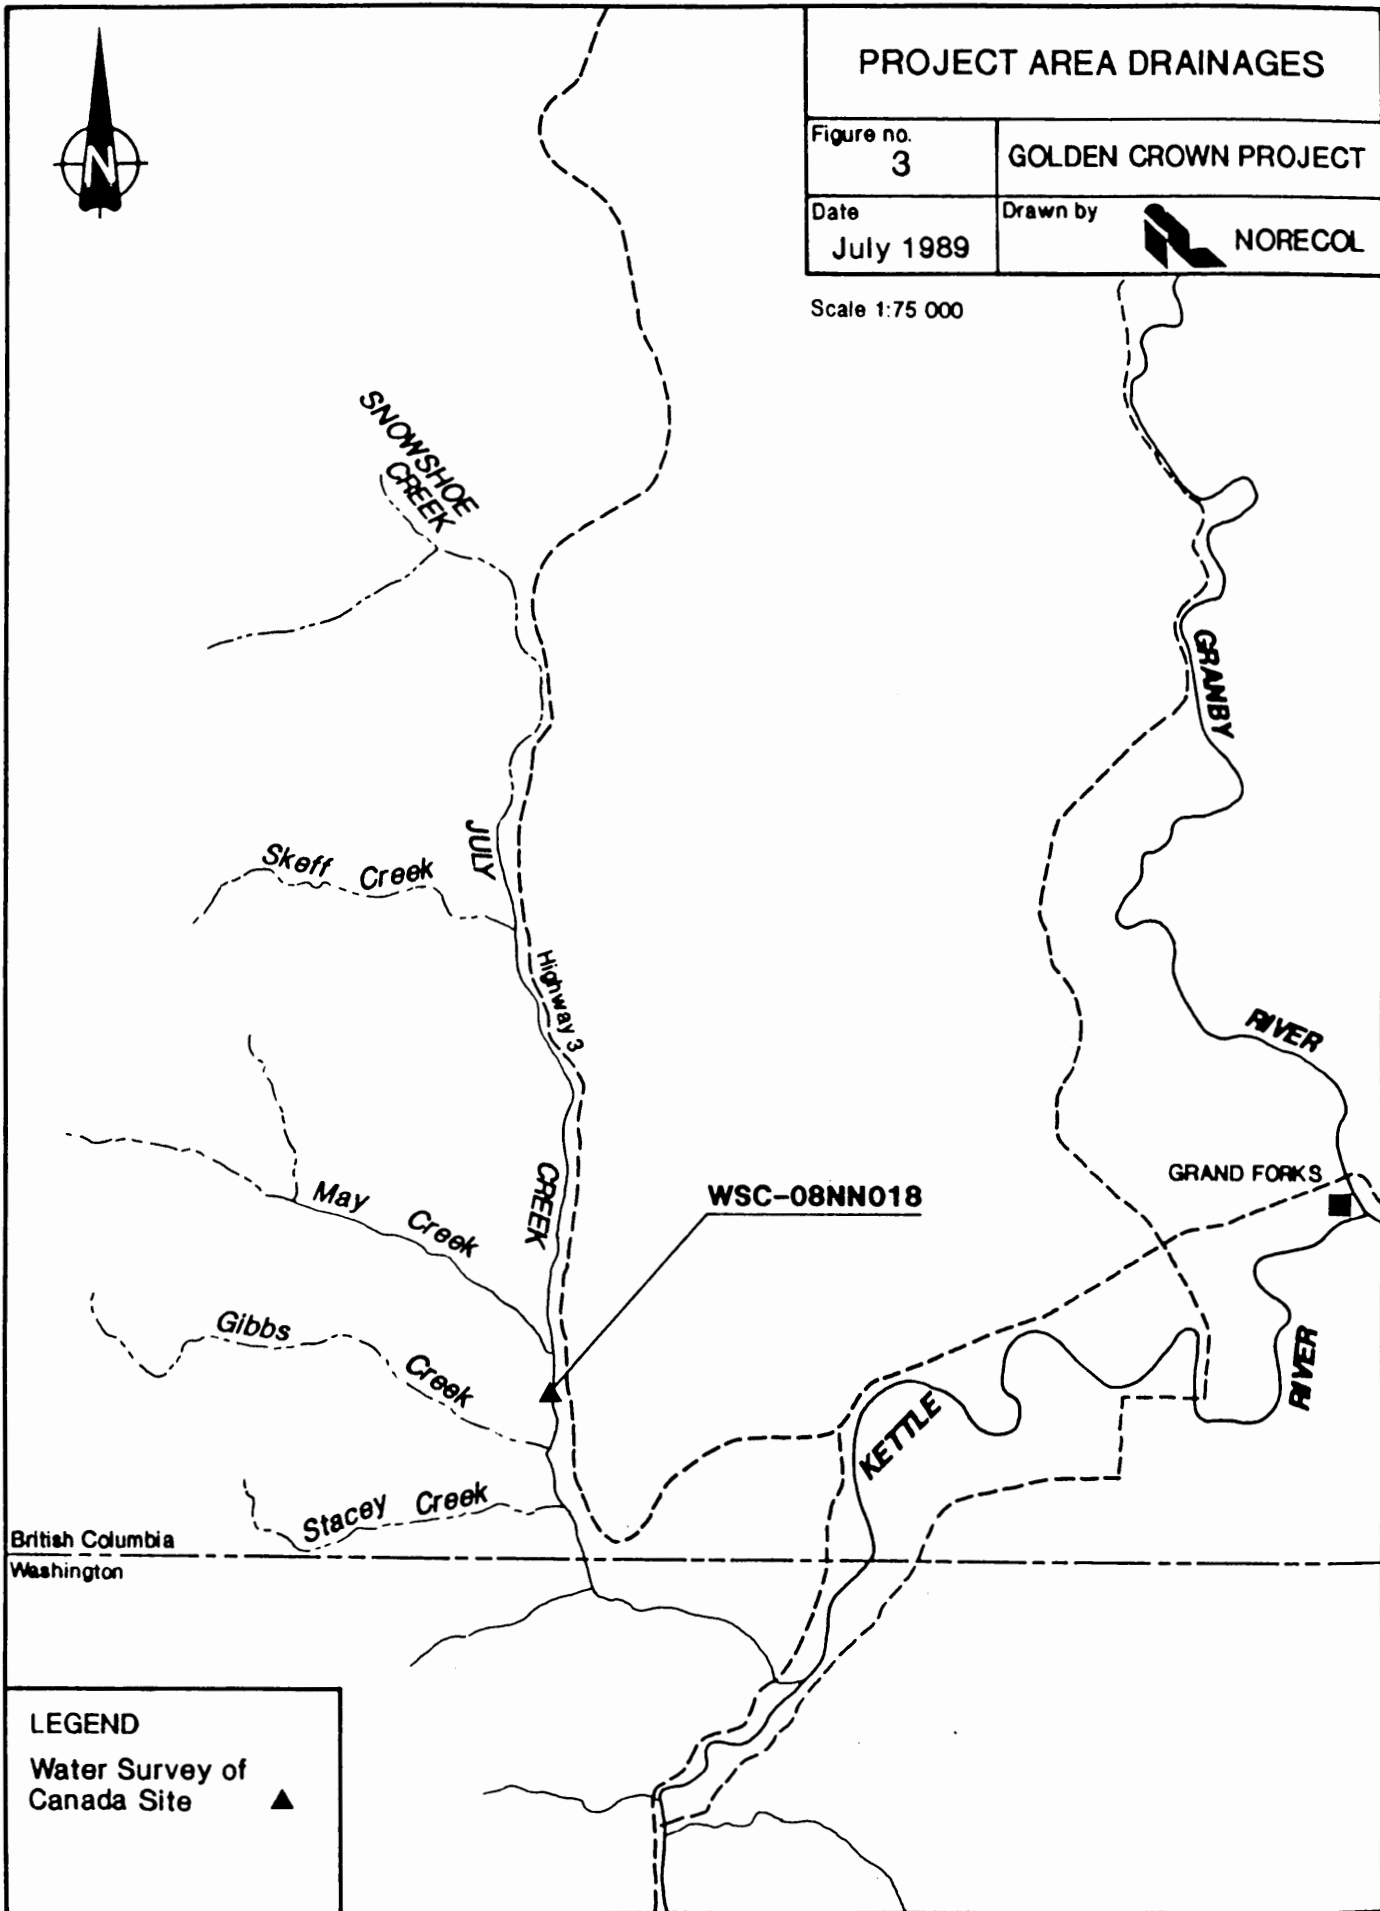 PROJECT AREA DRAINAGES
Figure no.
3
GOLDEN CROWN PROJECT
Date
July 1989
Drawn by
NORECOL
Scale 1:75 000
N
SNOWSHOE
CREEK
GRANBY
JULY
Skeff Creek
Highway 3
RIVER
CREEK
GRAND FORKS
May Creek
WSC-08NN018
Gibbs
Creek
RIVER
KETTLE
Stacey Creek
British Columbia
Washington
LEGEND
Water Survey of
Canada Site